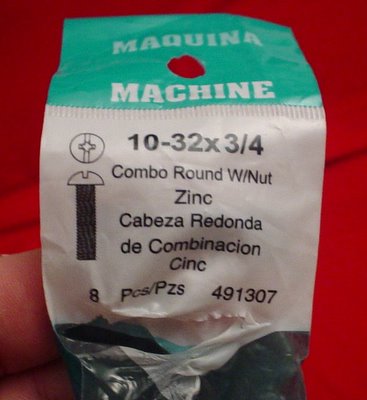 MAQUINA
MACHINE
10-32x3/4
Combo Round W/Nut
Zinc
Cabeza Redonda
de Combinacion
Cinc
8 Pcs/Pzs 491307